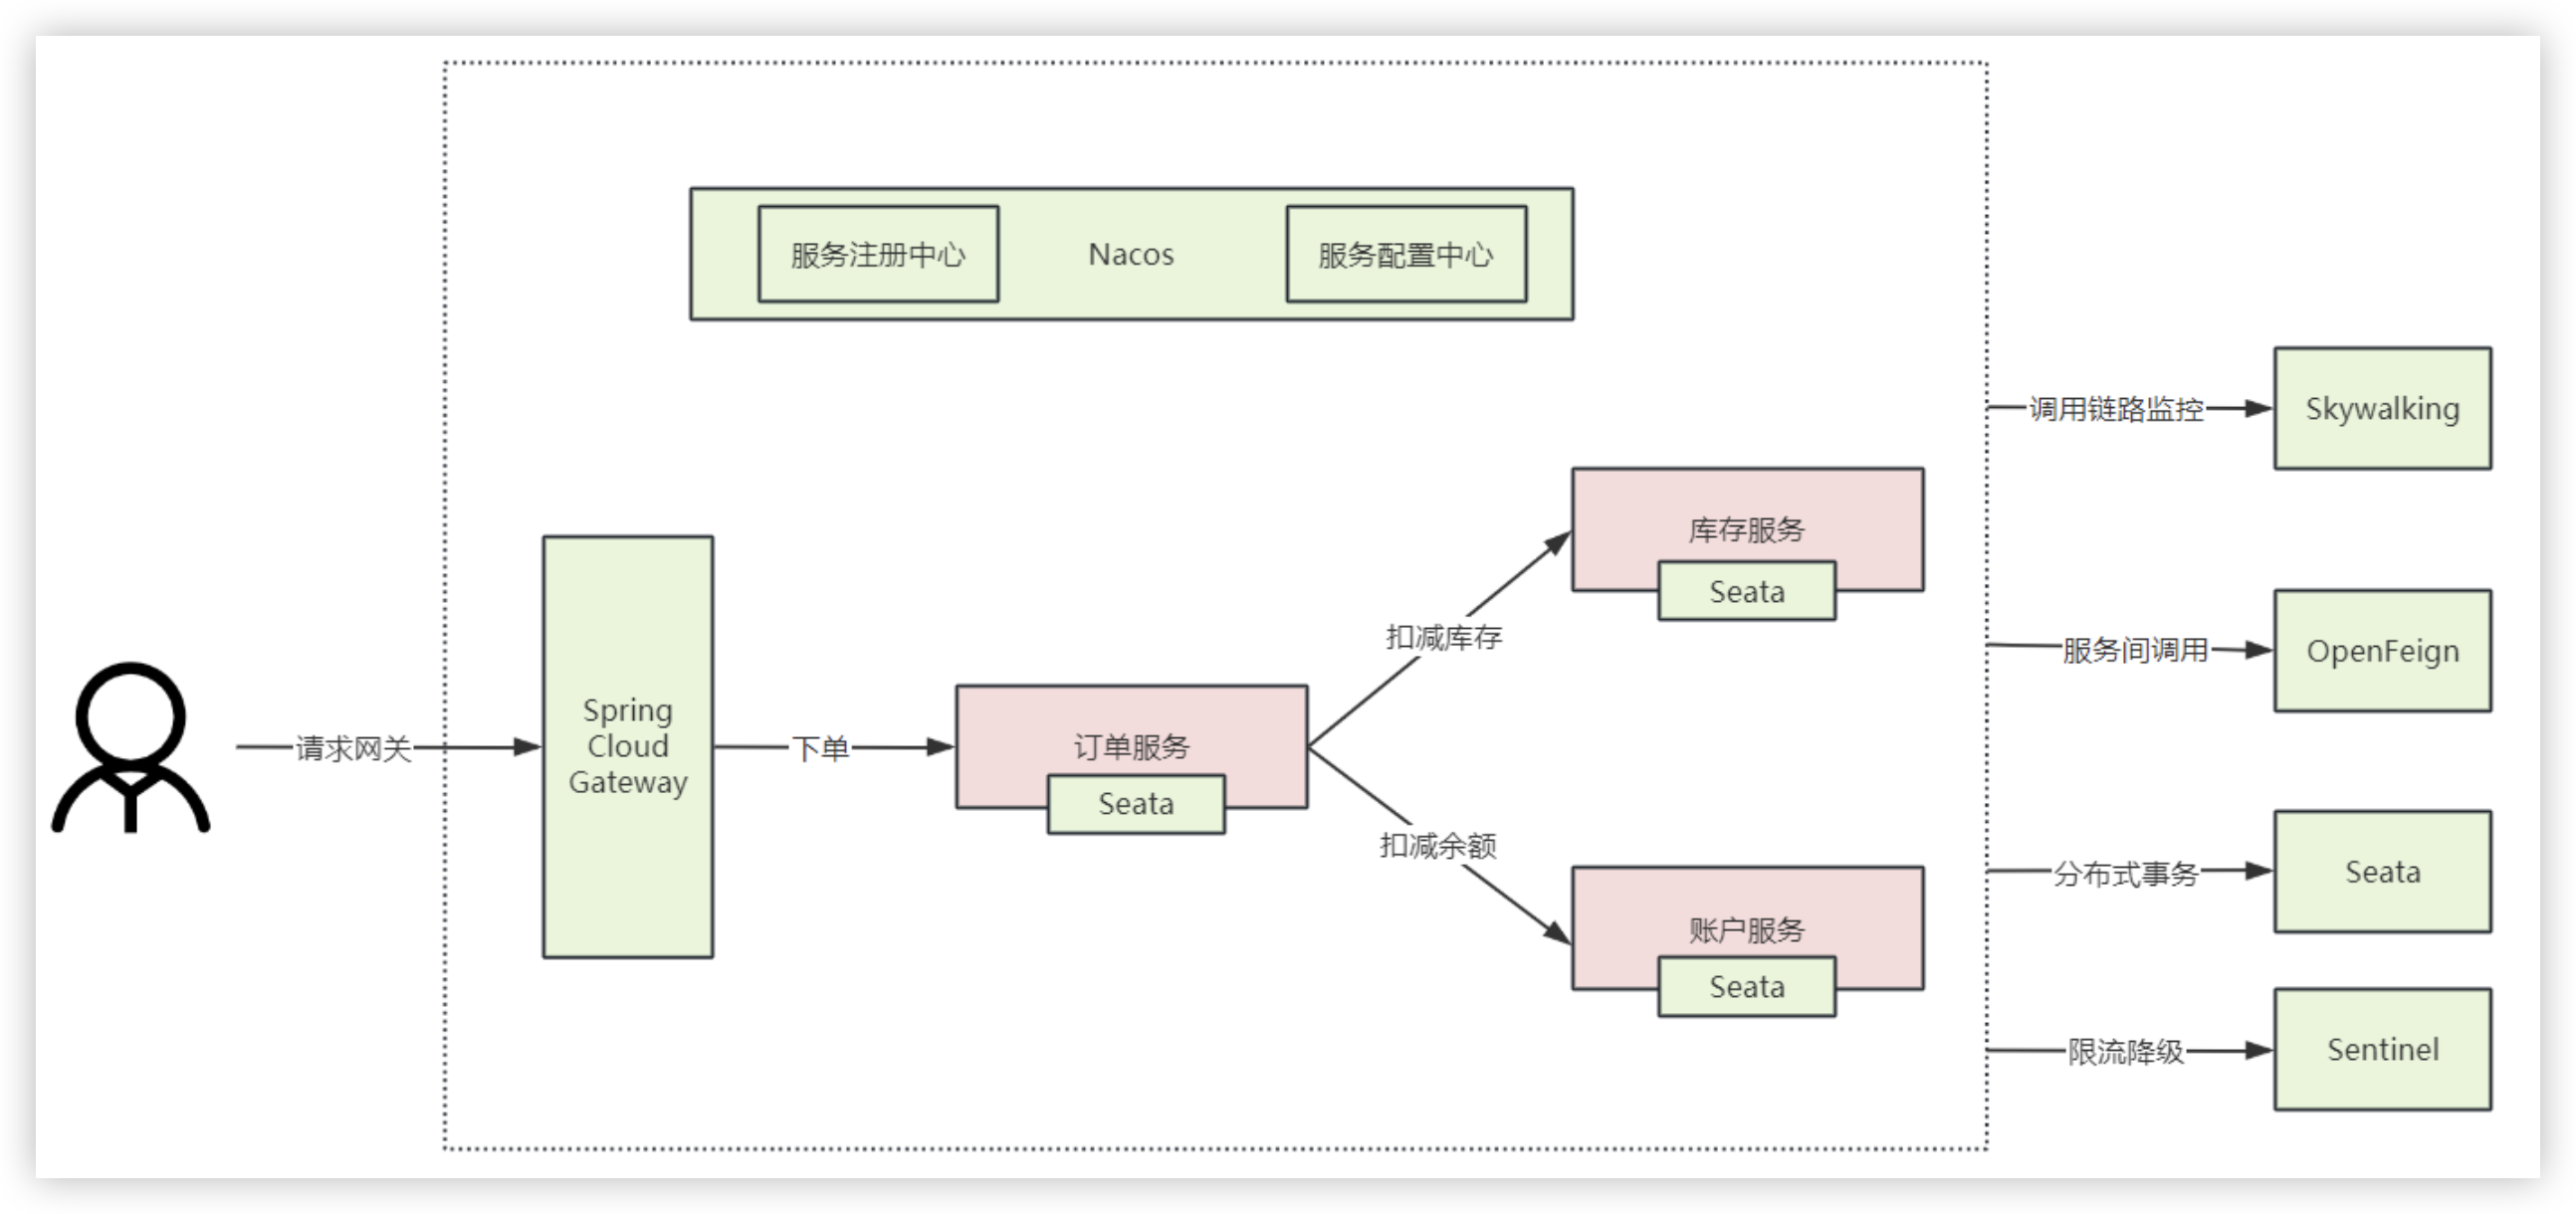 服务注册中心
Nacos
服务配置中心
请求网关
Spring
Cloud
Gateway
下单
订单服务
Seata
扣减库存
库存服务
Seata
扣减余额
账户服务
Seata
调用链路监控
Skywalking
服务间调用
OpenFeign
分布式事务
Seata
限流降级
Sentinel